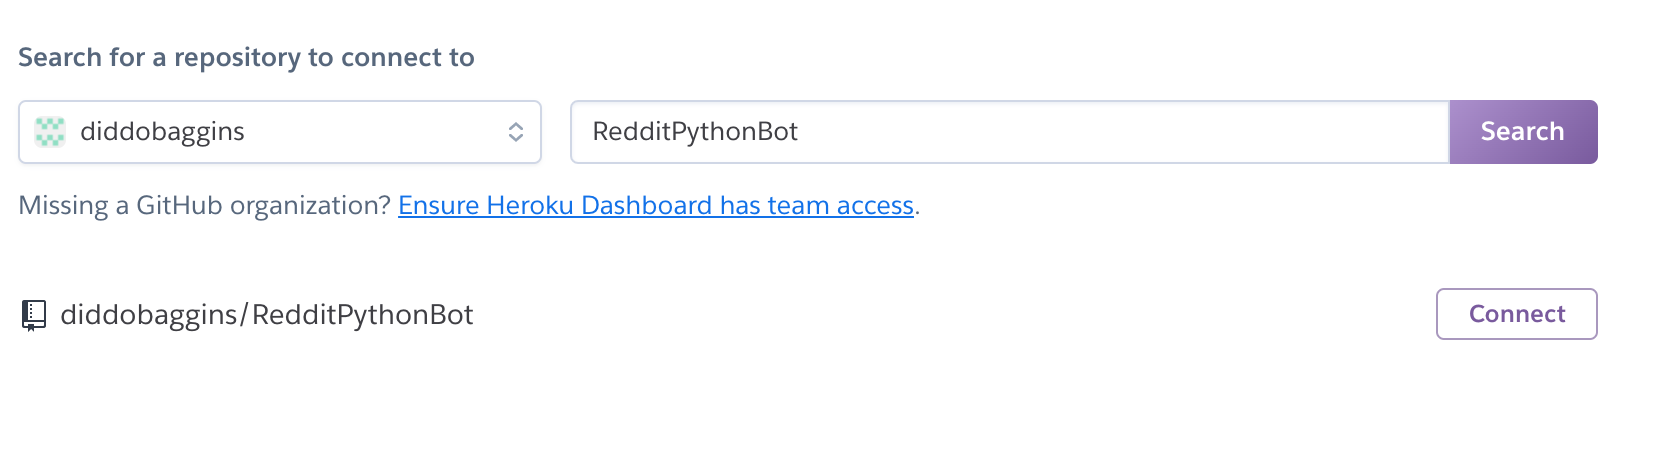 Search for a repository to connect to
diddobaggins
RedditPythonBot
Search
Missing a GitHub organization? Ensure Heroku Dashboard has team access.
diddobaggins/RedditPythonBot
Connect